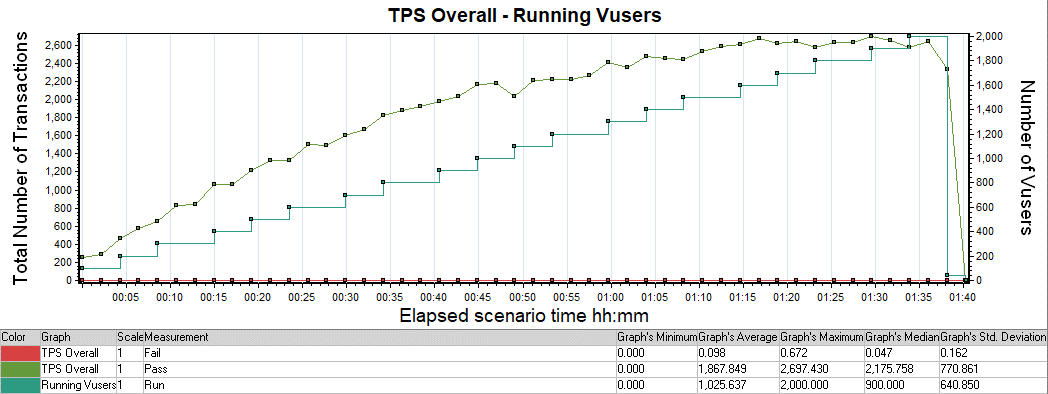 TPS Overall - Running Vusers
Total Number of Transactions
2,600
2,400
2,200
2,000
1,800
1,600
1,400
1,200
1,000
800
600
400
200
0
2,000
1,800
1,600
1,400
1,200
1,000
800
600
400
200
0
Number of Vusers
00:05 00:10 00:15 00:20 00:25 00:30 00:35 00:40 00:45 00:50 00:55 01:00 01:05 01:10 01:15 01:20 01:25 01:30 01:35 01:40
Elapsed scenario time hh:mm
Color Graph Scale Measurement Graph's Minimum Graph's Average Graph's Maximum Graph's Median Graph's Std. Deviation
TPS Overall 1 Fail 0.000 0.098 0.672 0.047 0.162
TPS Overall 1 Pass 0.000 1,867.849 2,697.430 2,175.758 770.861
Running Vusers 1 Run 0.000 1,025.637 2,000.000 900.000 640.850